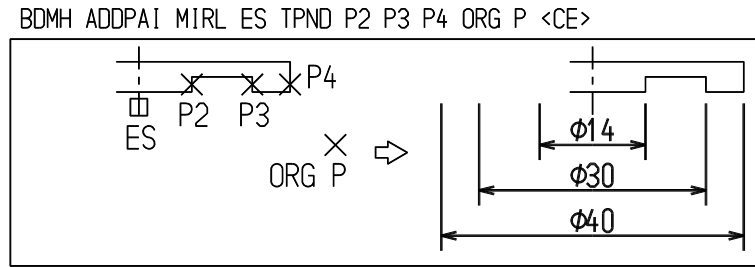 BDMH ADDPAI MIRL ES TPND P2 P3 P4 ORG P <CE>
P4
P2 P3
ES
ORG P
φ14
φ30
φ40